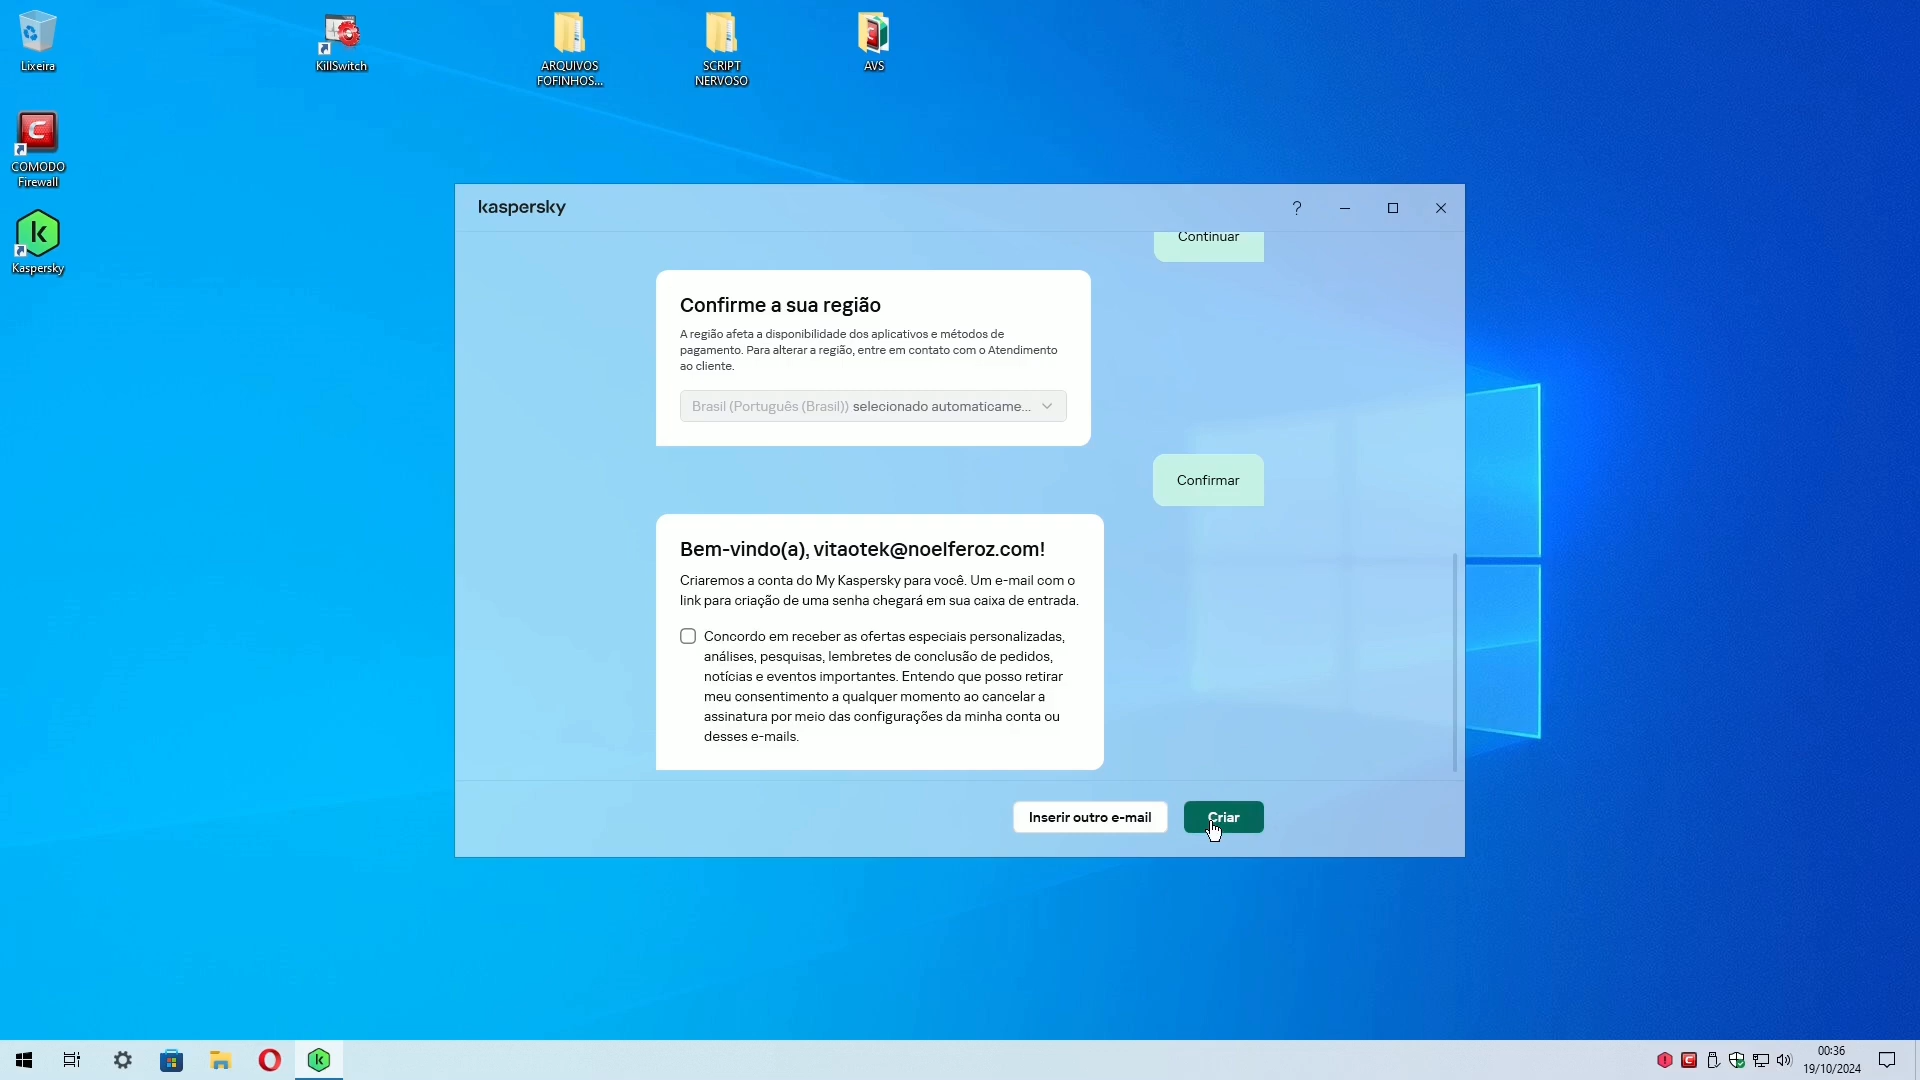 Lixeira
KillSwitch
ARQUIVOS
FOFINHOS...
SCRIPT
NERVOSO
AVS
COMODO
Firewall
Kaspersky
kaspersky
Continuar
Confirme a sua região
A região afeta a disponibilidade dos aplicativos e métodos de
pagamento. Para alterar a região, entre em contato com o Atendimento
ao cliente.
Brasil (Português (Brasil)) selecionado automaticame...
Confirmar
Bem-vindo(a), vitaotek@noelferoz.com!
Criaremos a conta do My Kaspersky para você. Um e-mail com o
link para criação de uma senha chegará em sua caixa de entrada.
Concordo em receber as ofertas especiais personalizadas,
análises, pesquisas, lembretes de conclusão de pedidos,
notícias e eventos importantes. Entendo que posso retirar
meu consentimento a qualquer momento ao cancelar a
assinatura por meio das configurações da minha conta ou
desses e-mails.
Inserir outro e-mail
Criar
00:36
19/10/2024